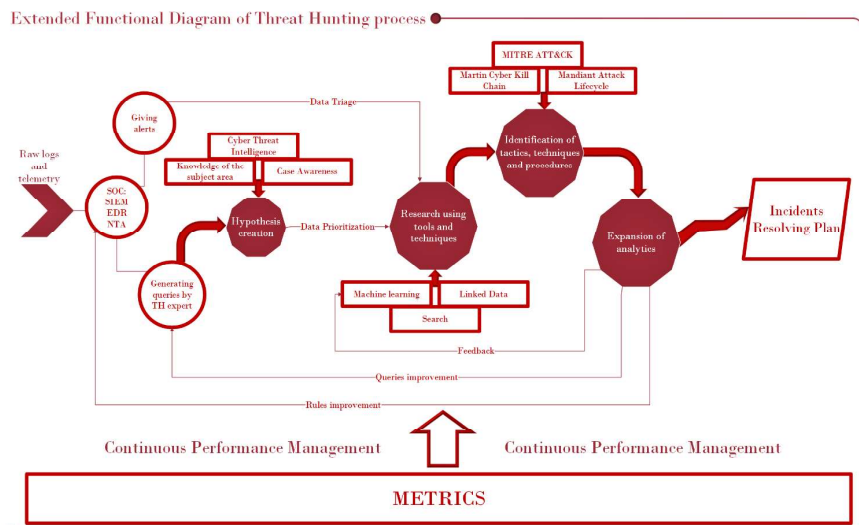 Extended Functional Diagram of Threat Hunting process
MITRE ATT&CK
Martin Cyber Kill
Chain
Mandiant Attack
Lifecycle
Giving
alerts
Data Triage
Raw logs
and
telemetry
Cyber Threat
Intelligence
Knowledge of the
subject area
Case Awareness
Identification of
tactics, techniques
and procedures
SOC:
SIEM
EDR
NTA
Hypothesis
creation
Data Prioritization
Research using
tools and
techniques
Expansion of
analytics
Incidents
Resolving Plan
Generating
queries by
TH expert
Machine learning
Linked Data
Search
Feedback
Queries improvement
Rules improvement
Continuous Performance Management
Continuous Performance Management
METRICS